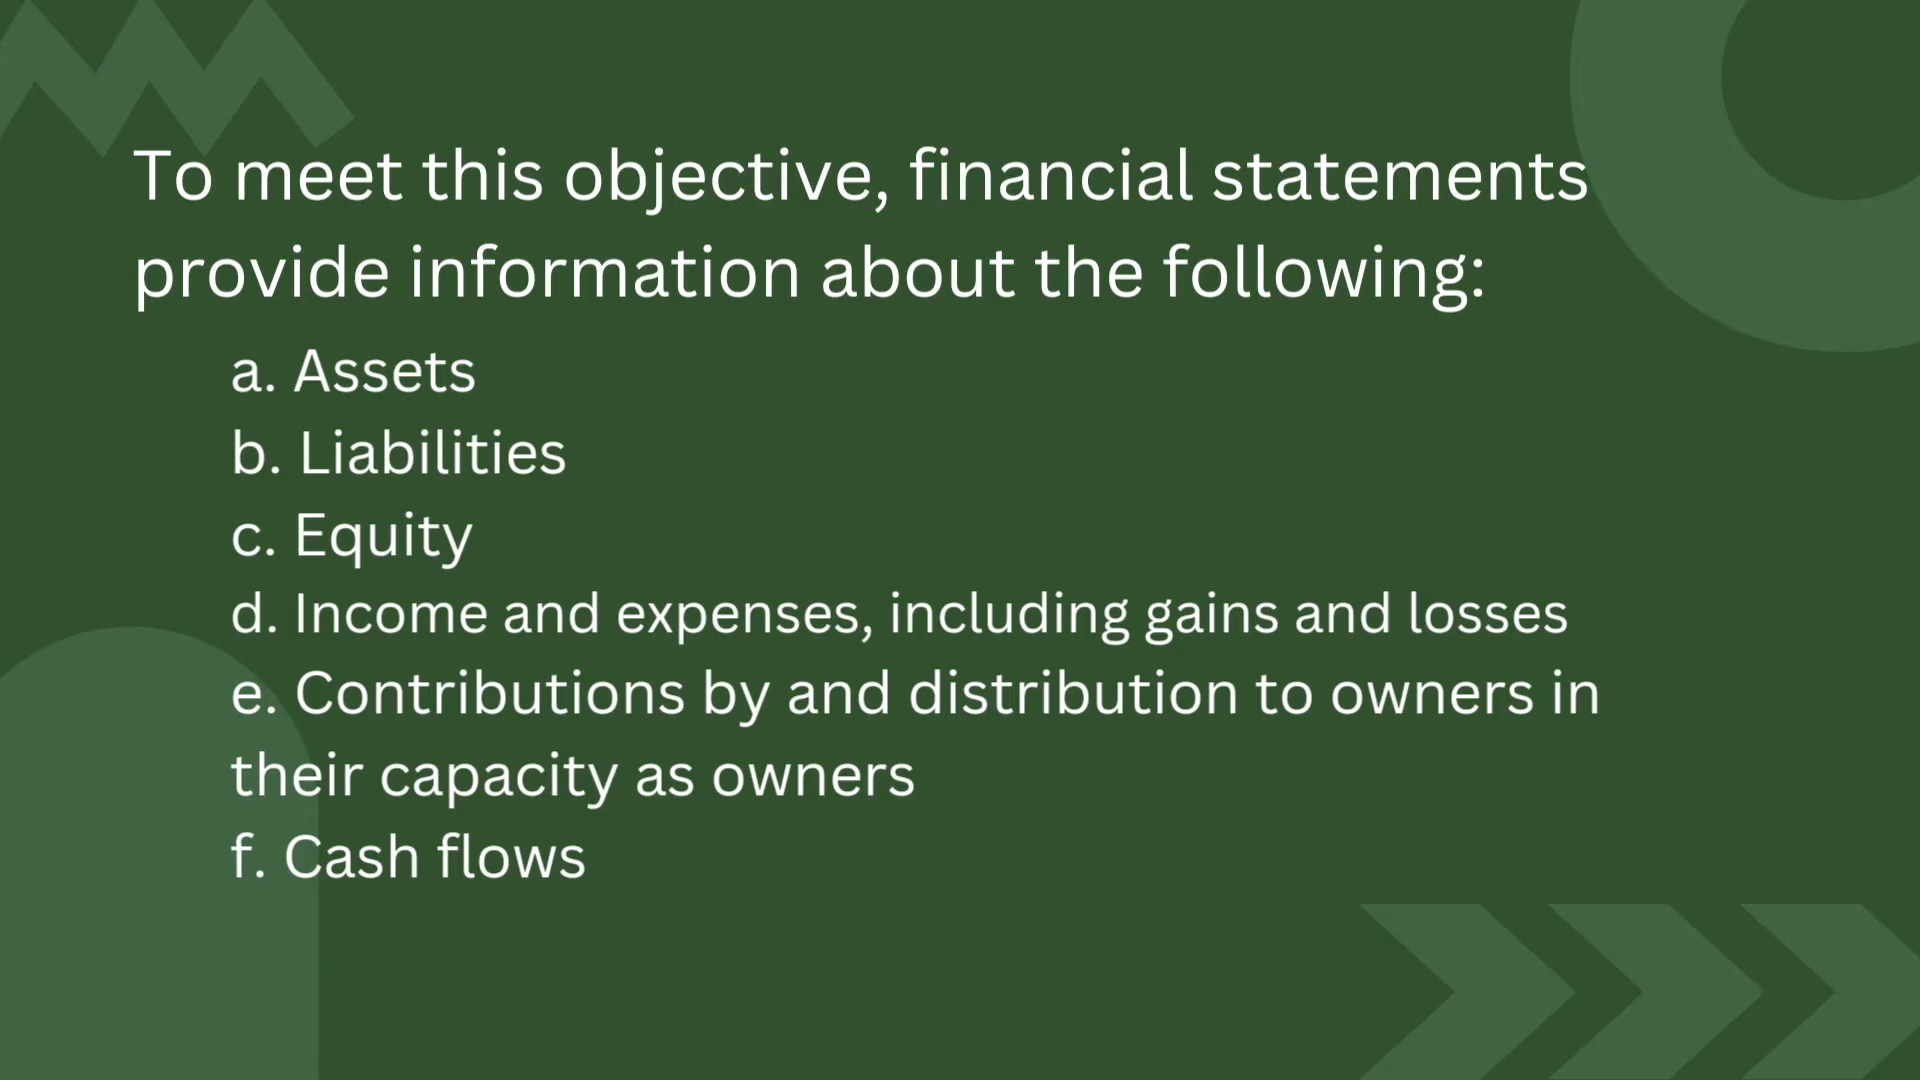 To meet this objective, financial statements
provide information about the following:
a. Assets
b. Liabilities
c. Equity
d. Income and expenses, including gains and losses
e. Contributions by and distribution to owners in
their capacity as owners
f. Cash flows